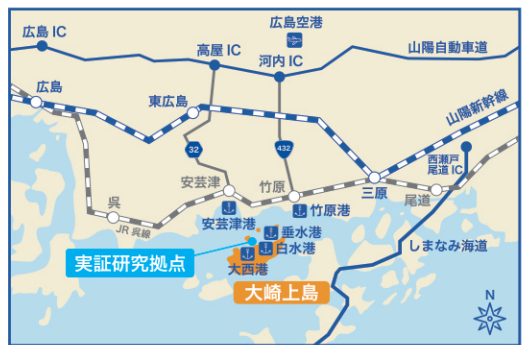 広島空港
広島 IC
高屋 IC
河内 IC
山陽自動車道
広島
東広島
山陽新幹線
32
432
西瀬戸
尾道 IC
安芸津
竹原
三原
尾道
呉
JR 呉線
安芸津港
竹原港
垂水港
白水港
しまなみ海道
実証研究拠点
大西港
大崎上島
N